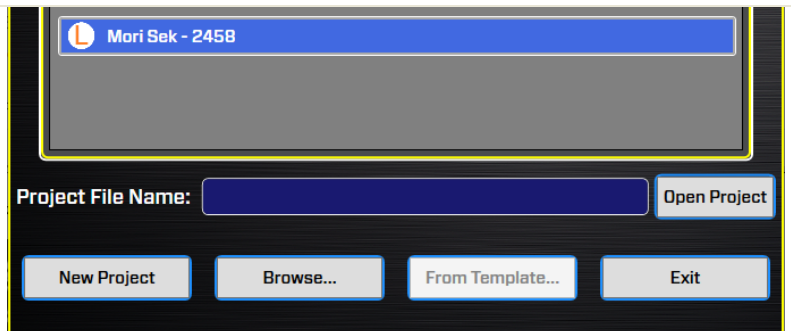 L Mori Sek - 2458
Project File Name: Open Project
New Project Browse... From Template... Exit